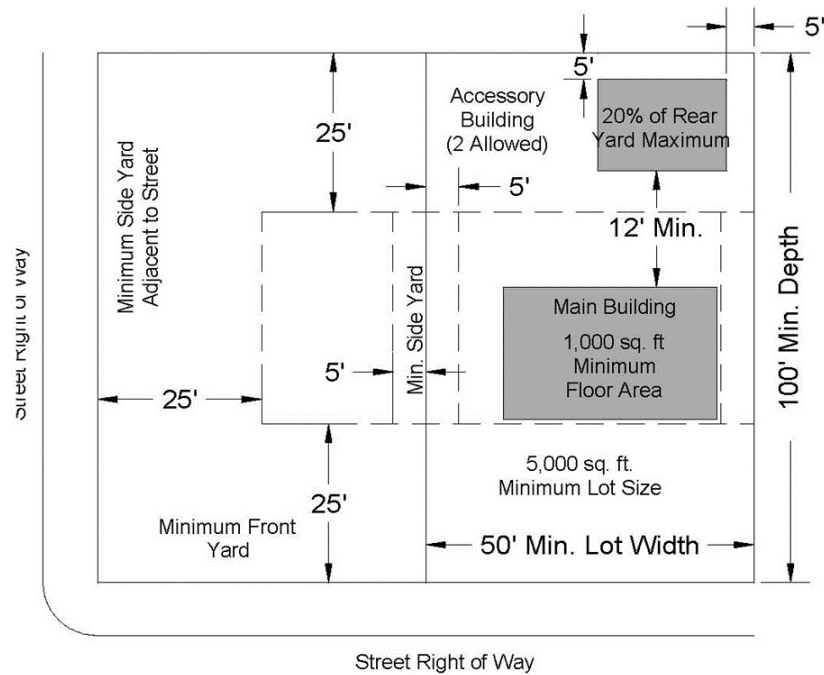 5'
5'
Accessory
Building
(2 Allowed)
20% of Rear
Yard Maximum
25'
Minimum Side Yard
Adjacent to Street
5'
12' Min.
Street Right of Way
Min. Side Yard
Main Building
1,000 sq. ft
Minimum
Floor Area
100' Min. Depth
5'
25'
25'
5,000 sq. ft.
Minimum Lot Size
Minimum Front
Yard
50' Min. Lot Width
Street Right of Way